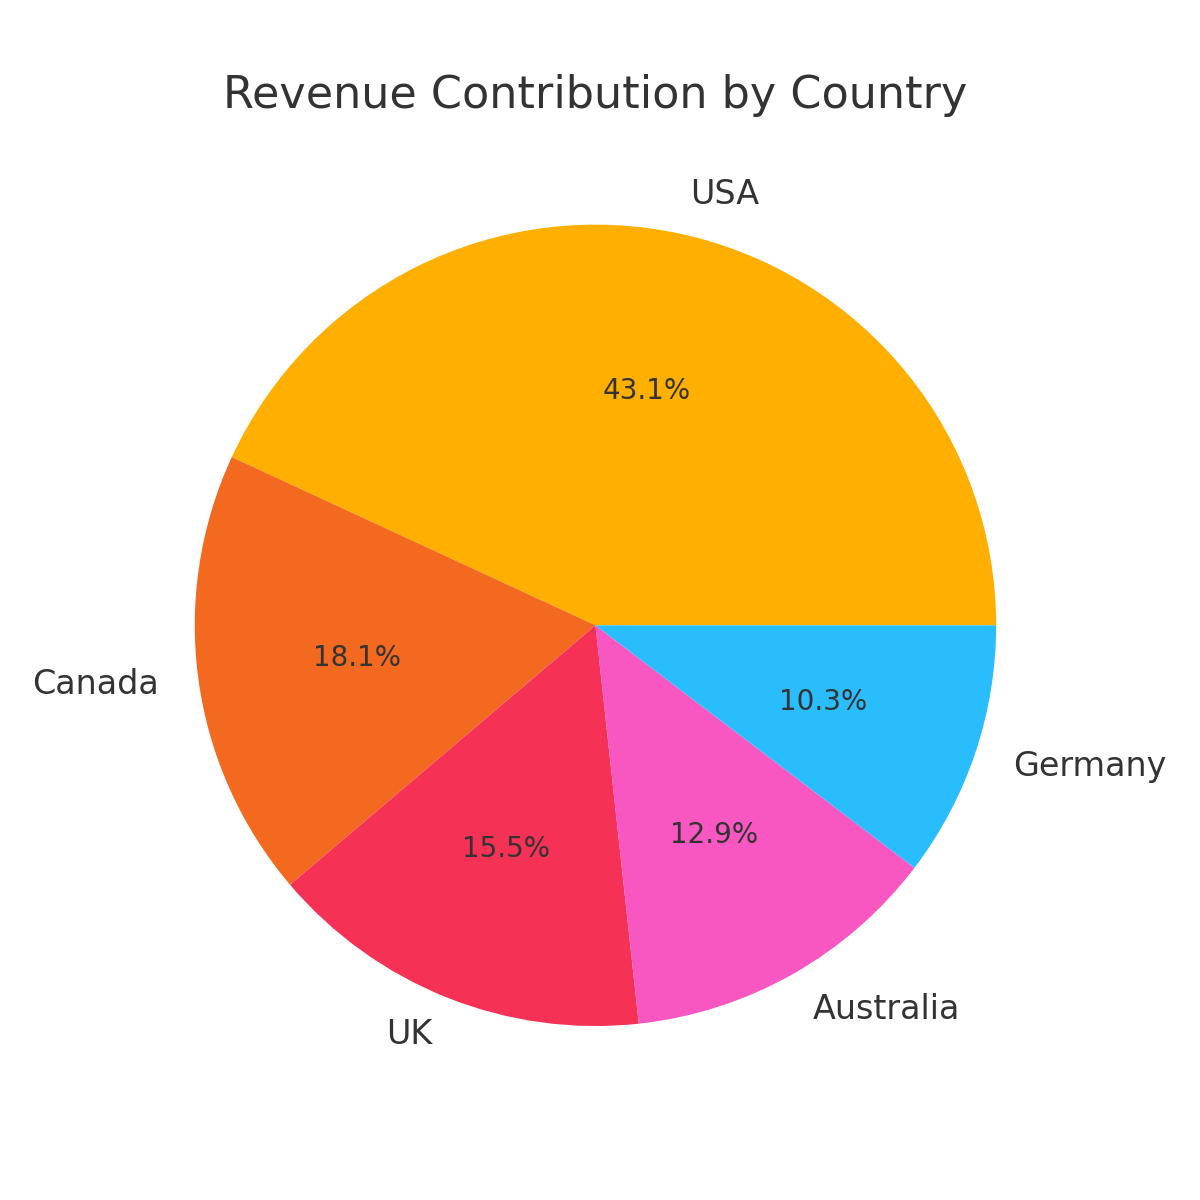 Revenue Contribution by Country
USA
43.1%
18.1%
Canada
10.3%
Germany
15.5%
12.9%
Australia
UK